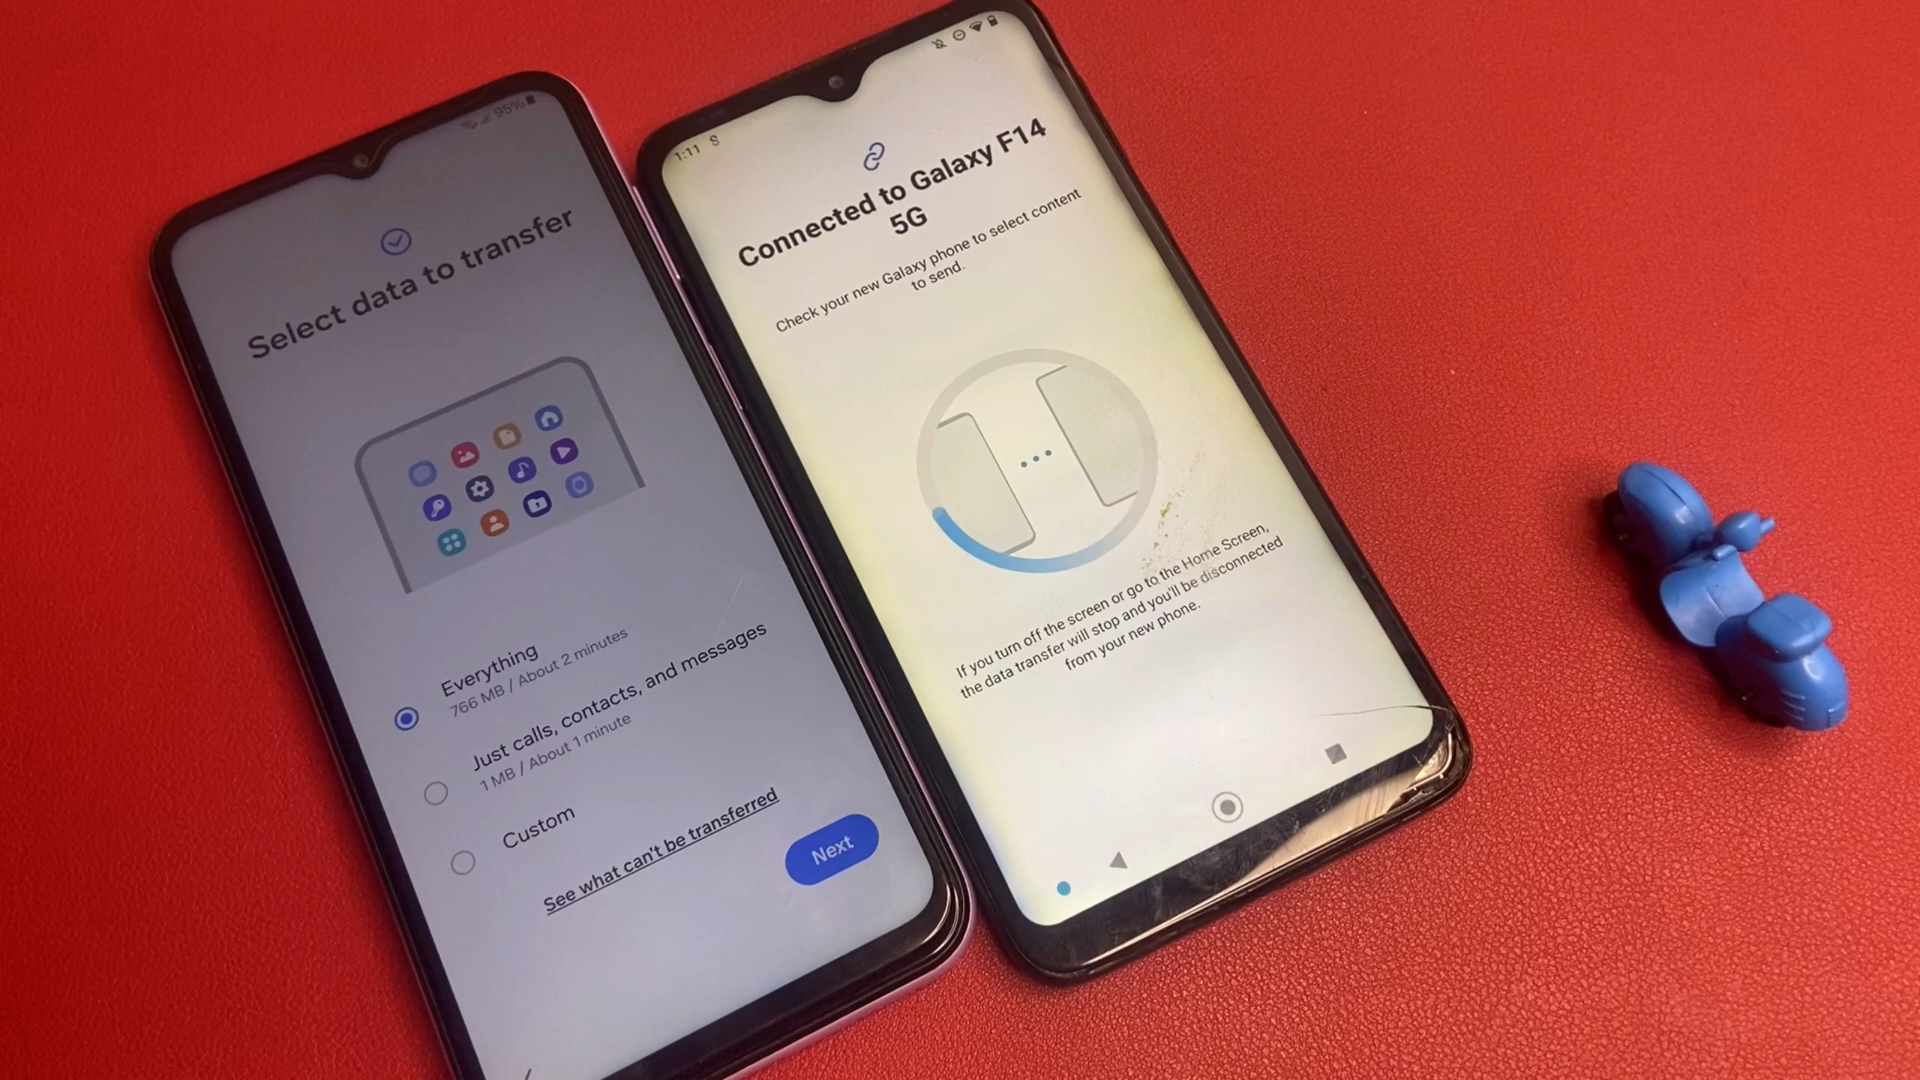 95%
Select data to transfer
Everything
766 MB / About 2 minutes
Just calls, contacts, and messages
1 MB / About 1 minute
Custom
See what can't be transferred
Next
1:11 S
Connected to Galaxy F14
5G
Check your new Galaxy phone to select content
to send.
If you turn off the screen or go to the Home Screen,
the data transfer will stop and you'll be disconnected
from your new phone.